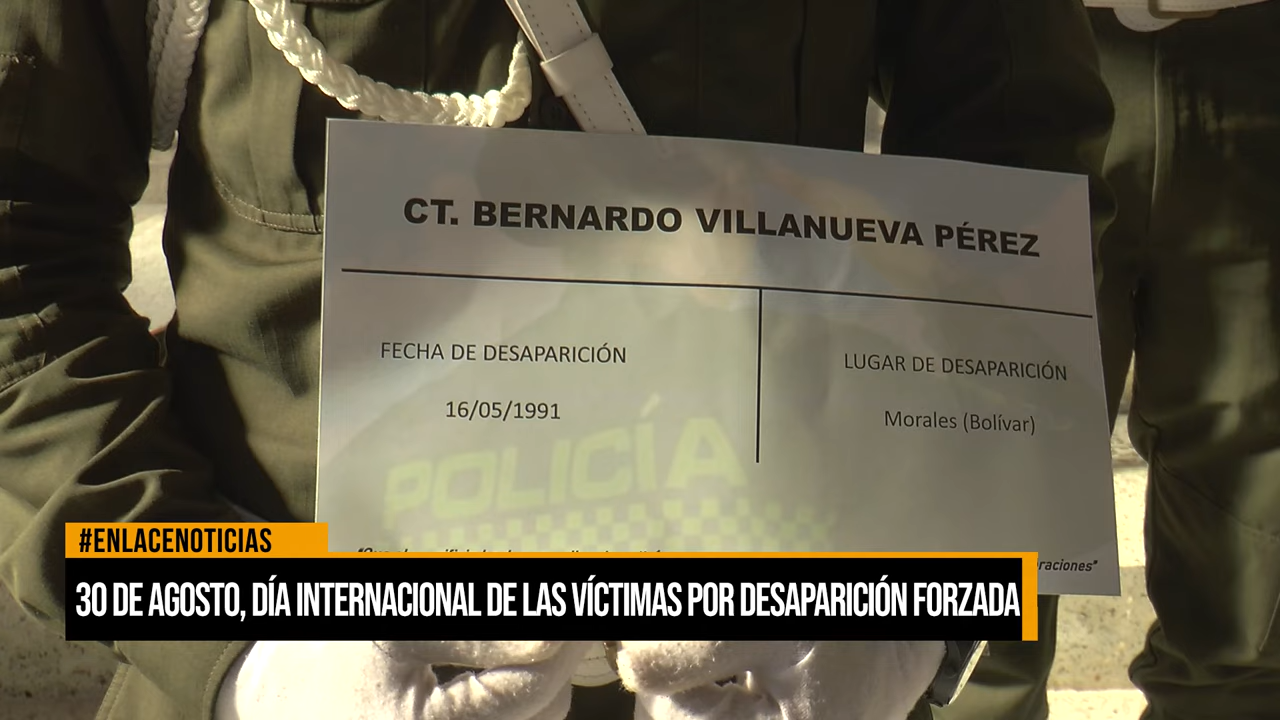 CT. BERNARDO VILLANUEVA PÉREZ
FECHA DE DESAPARICIÓN
LUGAR DE DESAPARICIÓN
16/05/1991
Morales (Bolívar)
POLICÍA
#ENLACENOTICIAS
30 DE AGOSTO, DÍA INTERNACIONAL DE LAS VÍCTIMAS POR DESAPARICIÓN FORZADA